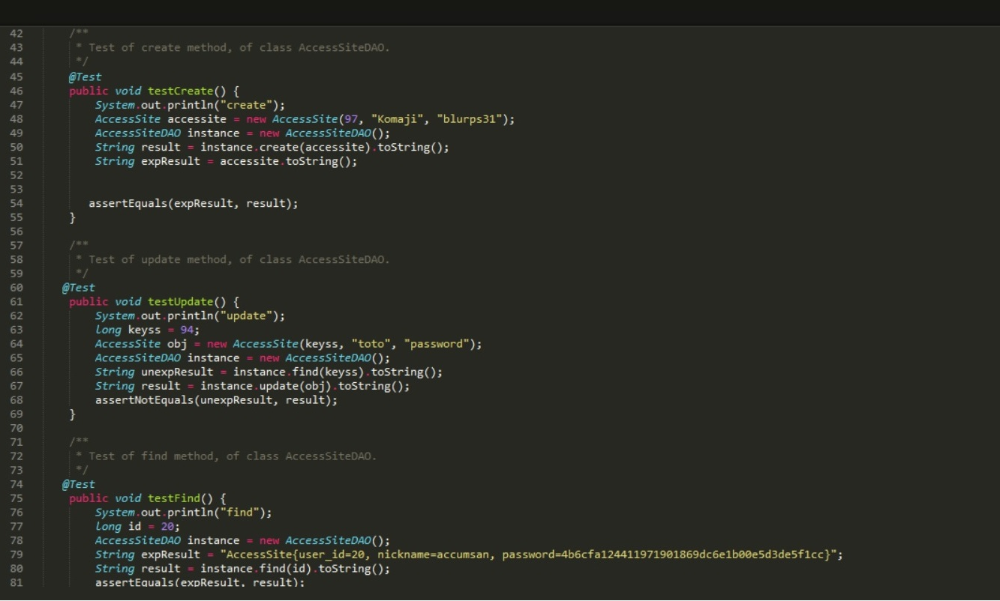 42 /**
43 * Test of create method, of class AccessSiteDAO.
44 */
45 @Test
46 public void testCreate() {
47 System.out.println("create");
48 AccessSite accessite = new AccessSite(97, "Komaji", "blurps31");
49 AccessSiteDAO instance = new AccessSiteDAO();
50 String result = instance.create(accessite).toString();
51 String expResult = accessite.toString();
52
53
54 assertEquals(expResult, result);
55 }
56
57 /**
58 * Test of update method, of class AccessSiteDAO.
59 */
60 @Test
61 public void testUpdate() {
62 System.out.println("update");
63 long keyss = 94;
64 AccessSite obj = new AccessSite(keyss, "toto", "password");
65 AccessSiteDAO instance = new AccessSiteDAO();
66 String unexpResult = instance.find(keyss).toString();
67 String result = instance.update(obj).toString();
68 assertNotEquals(unexpResult, result);
69 }
70
71 /**
72 * Test of find method, of class AccessSiteDAO.
73 */
74 @Test
75 public void testFind() {
76 System.out.println("find");
77 long id = 20;
78 AccessSiteDAO instance = new AccessSiteDAO();
79 String expResult = "AccessSite{user_id=20, nickname=accumsan, password=4b6cfa124411971901869dc6e1b00e5d3de5f1cc}";
80 String result = instance.find(id).toString();
81 assertEquals(expResult, result);